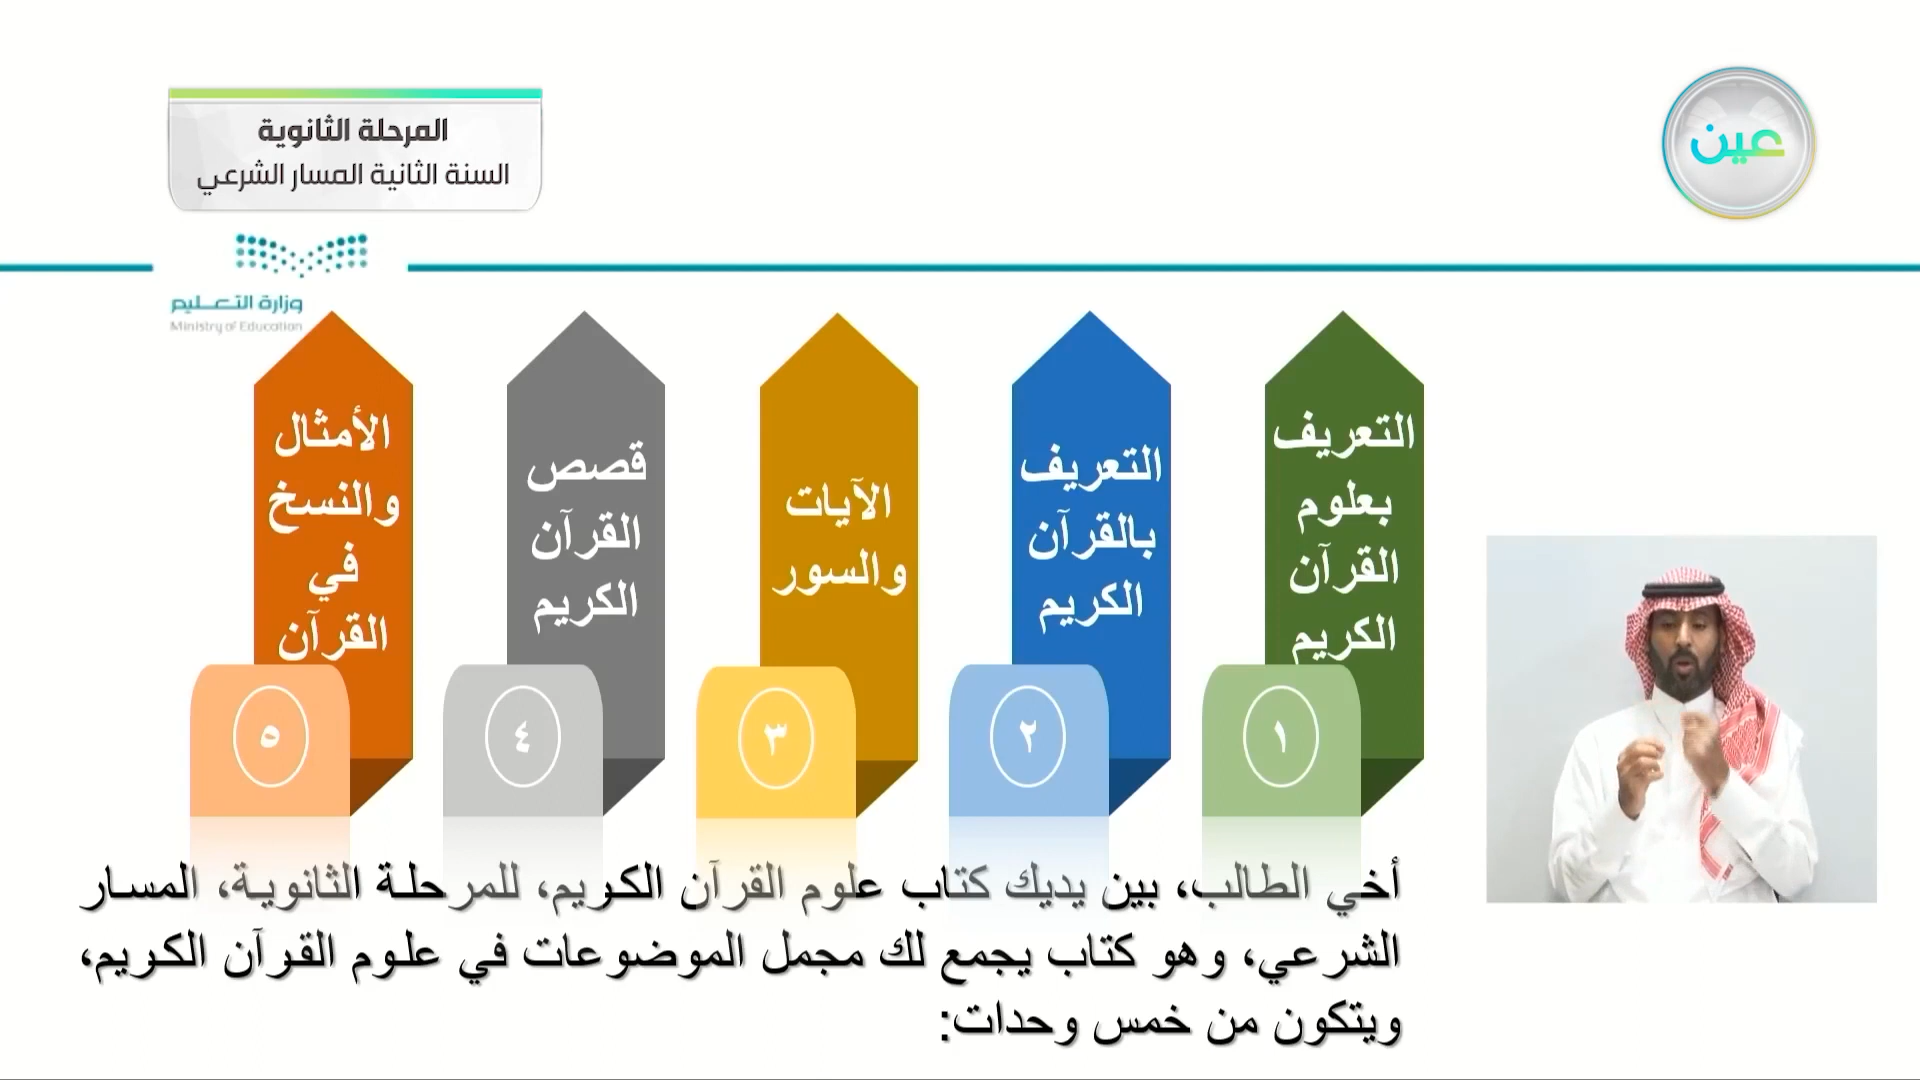 المرحلة الثانوية
السنة الثانية المسار الشرعي
عين
وزارة التعليم
Ministry of Education
التعريف
بعلوم
القرآن
الكريم
١
التعريف
بالقرآن
الكريم
٢
الآيات
والسور
٣
قصص
القرآن
الكريم
٤
الأمثال
والنسخ
في
القرآن
٥
أخي الطالب، بين يديك كتاب علوم القرآن الكريم، للمرحلة الثانوية، المسار
الشرعي، وهو كتاب يجمع لك مجمل الموضوعات في علوم القرآن الكريم،
ويتكون من خمس وحدات: